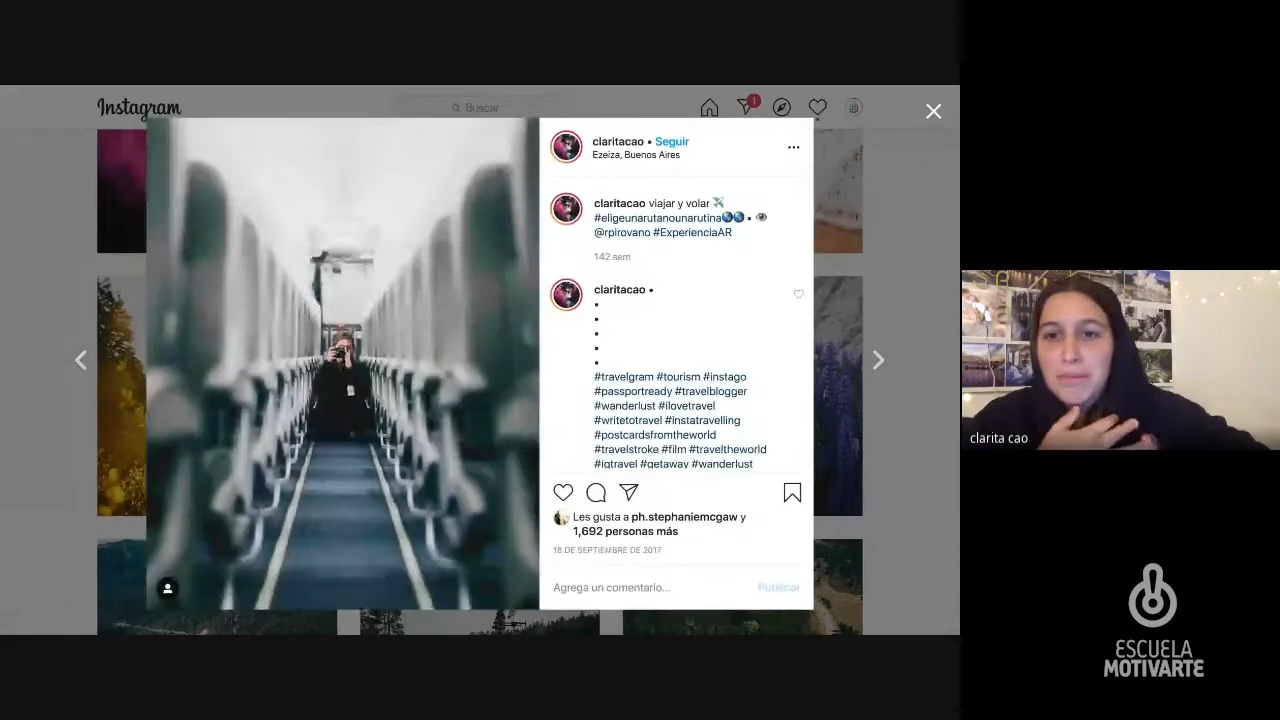 Instagram
Buscar
1
claritacao • Seguir
Ezeiza, Buenos Aires
claritacao viajar y volar ✈️
#eligeunarutanounarutina🌎🌎 • 👁
@rpirovano #ExperienciaAR
142 sem
claritacao •
•
•
•
•
•
#travelgram #tourism #instago
#passportready #travelblogger
#wanderlust #ilovetravel
#writetotravel #instatravelling
#postcardsfromtheworld
#travelstroke #film #traveltheworld
#igtravel #getaway #wanderlust
Les gusta a ph.stephaniemcgaw y
1,692 personas más
18 DE SEPTIEMBRE DE 2017
Agrega un comentario...
Publicar
clarita cao
ESCUELA
MOTIVARTE